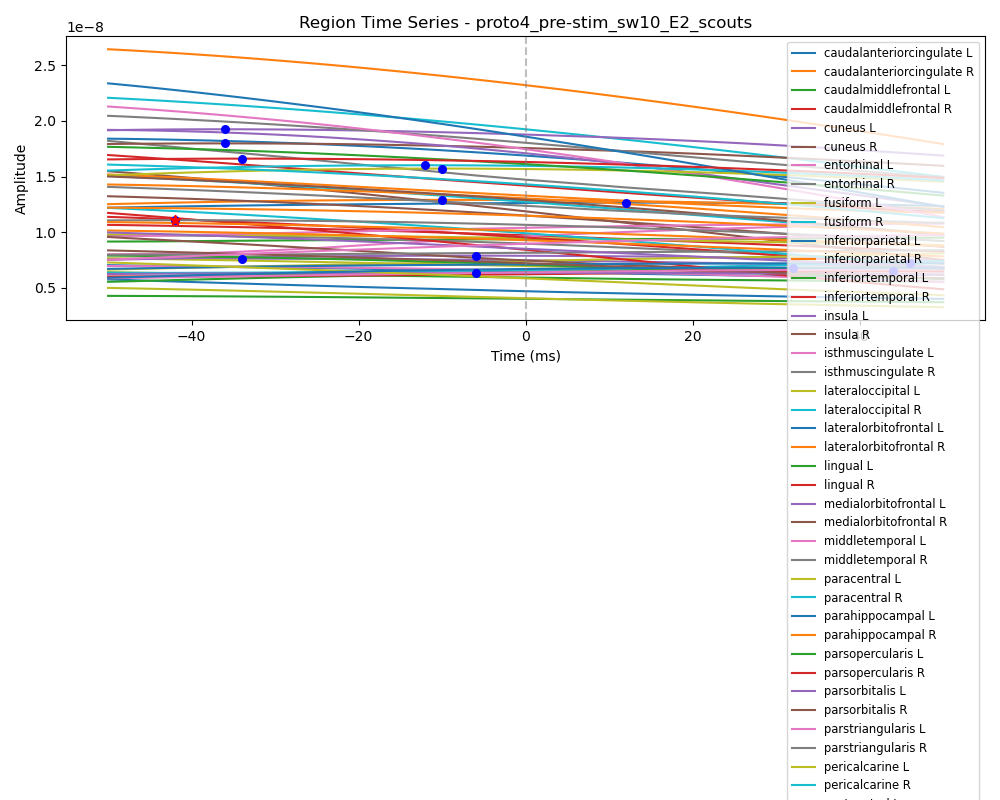 Region Time Series - proto4_pre-stim_sw10_E2_scouts
1e−8
2.5
2.0
1.5
1.0
0.5
Amplitude
−40
−20
0
20
40
Time (ms)
caudalanteriorcingulate L
caudalanteriorcingulate R
caudalmiddlefrontal L
caudalmiddlefrontal R
cuneus L
cuneus R
entorhinal L
entorhinal R
fusiform L
fusiform R
inferiorparietal L
inferiorparietal R
inferiortemporal L
inferiortemporal R
insula L
insula R
isthmuscingulate L
isthmuscingulate R
lateraloccipital L
lateraloccipital R
lateralorbitofrontal L
lateralorbitofrontal R
lingual L
lingual R
medialorbitofrontal L
medialorbitofrontal R
middletemporal L
middletemporal R
paracentral L
paracentral R
parahippocampal L
parahippocampal R
parsopercularis L
parsopercularis R
parsorbitalis L
parsorbitalis R
parstriangularis L
parstriangularis R
pericalcarine L
pericalcarine R